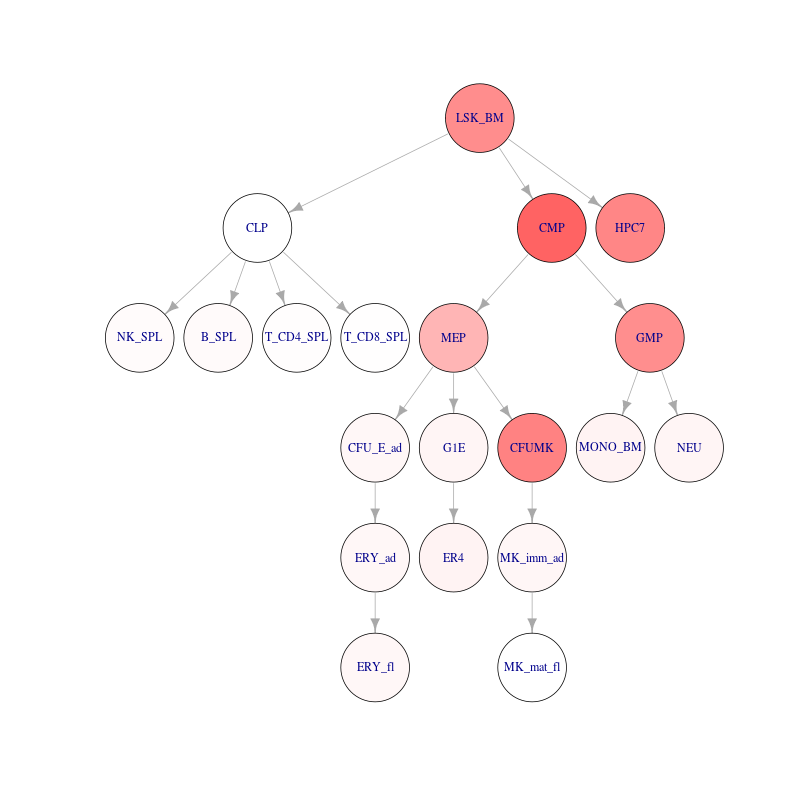 LSK_BM
CLP
CMP
HPC7
NK_SPL
B_SPL
T_CD4_SPL
T_CD8_SPL
MEP
GMP
CFU_E_ad
G1E
CFUMK
MONO_BM
NEU
ERY_ad
ER4
MK_imm_ad
ERY_fl
MK_mat_fl